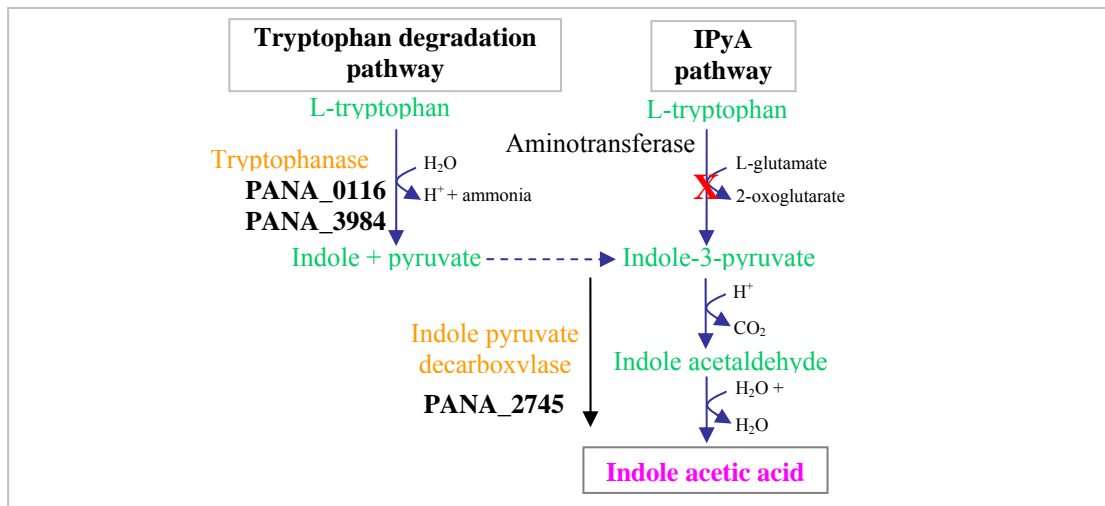 Tryptophan degradation
pathway
IPyA
pathway
L-tryptophan
L-tryptophan
Aminotransferase
Tryptophanase
PANA_0116
PANA_3984
H₂O
H⁺ + ammonia
X
L-glutamate
2-oxoglutarate
Indole + pyruvate
Indole-3-pyruvate
H⁺
CO₂
Indole pyruvate
decarboxylase
PANA_2745
Indole acetaldehyde
H₂O +
H₂O
Indole acetic acid